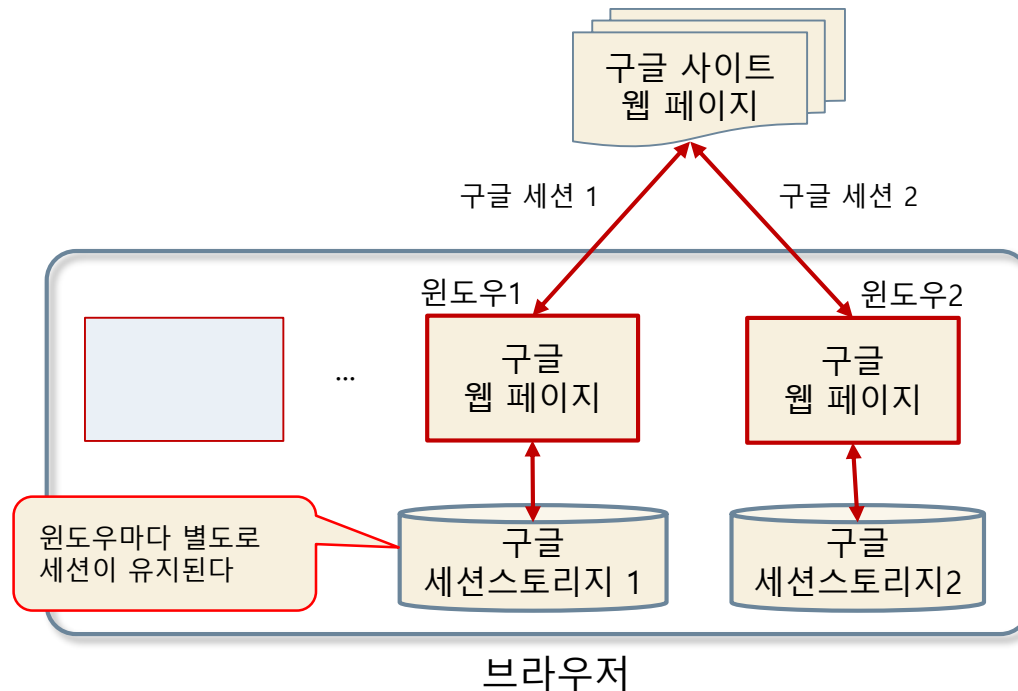 구글 사이트
웹 페이지
구글 세션 1
구글 세션 2
윈도우1
윈도우2
...
구글
웹 페이지
구글
웹 페이지
윈도우마다 별도로
세션이 유지된다
구글
세션스토리지 1
구글
세션스토리지2
브라우저